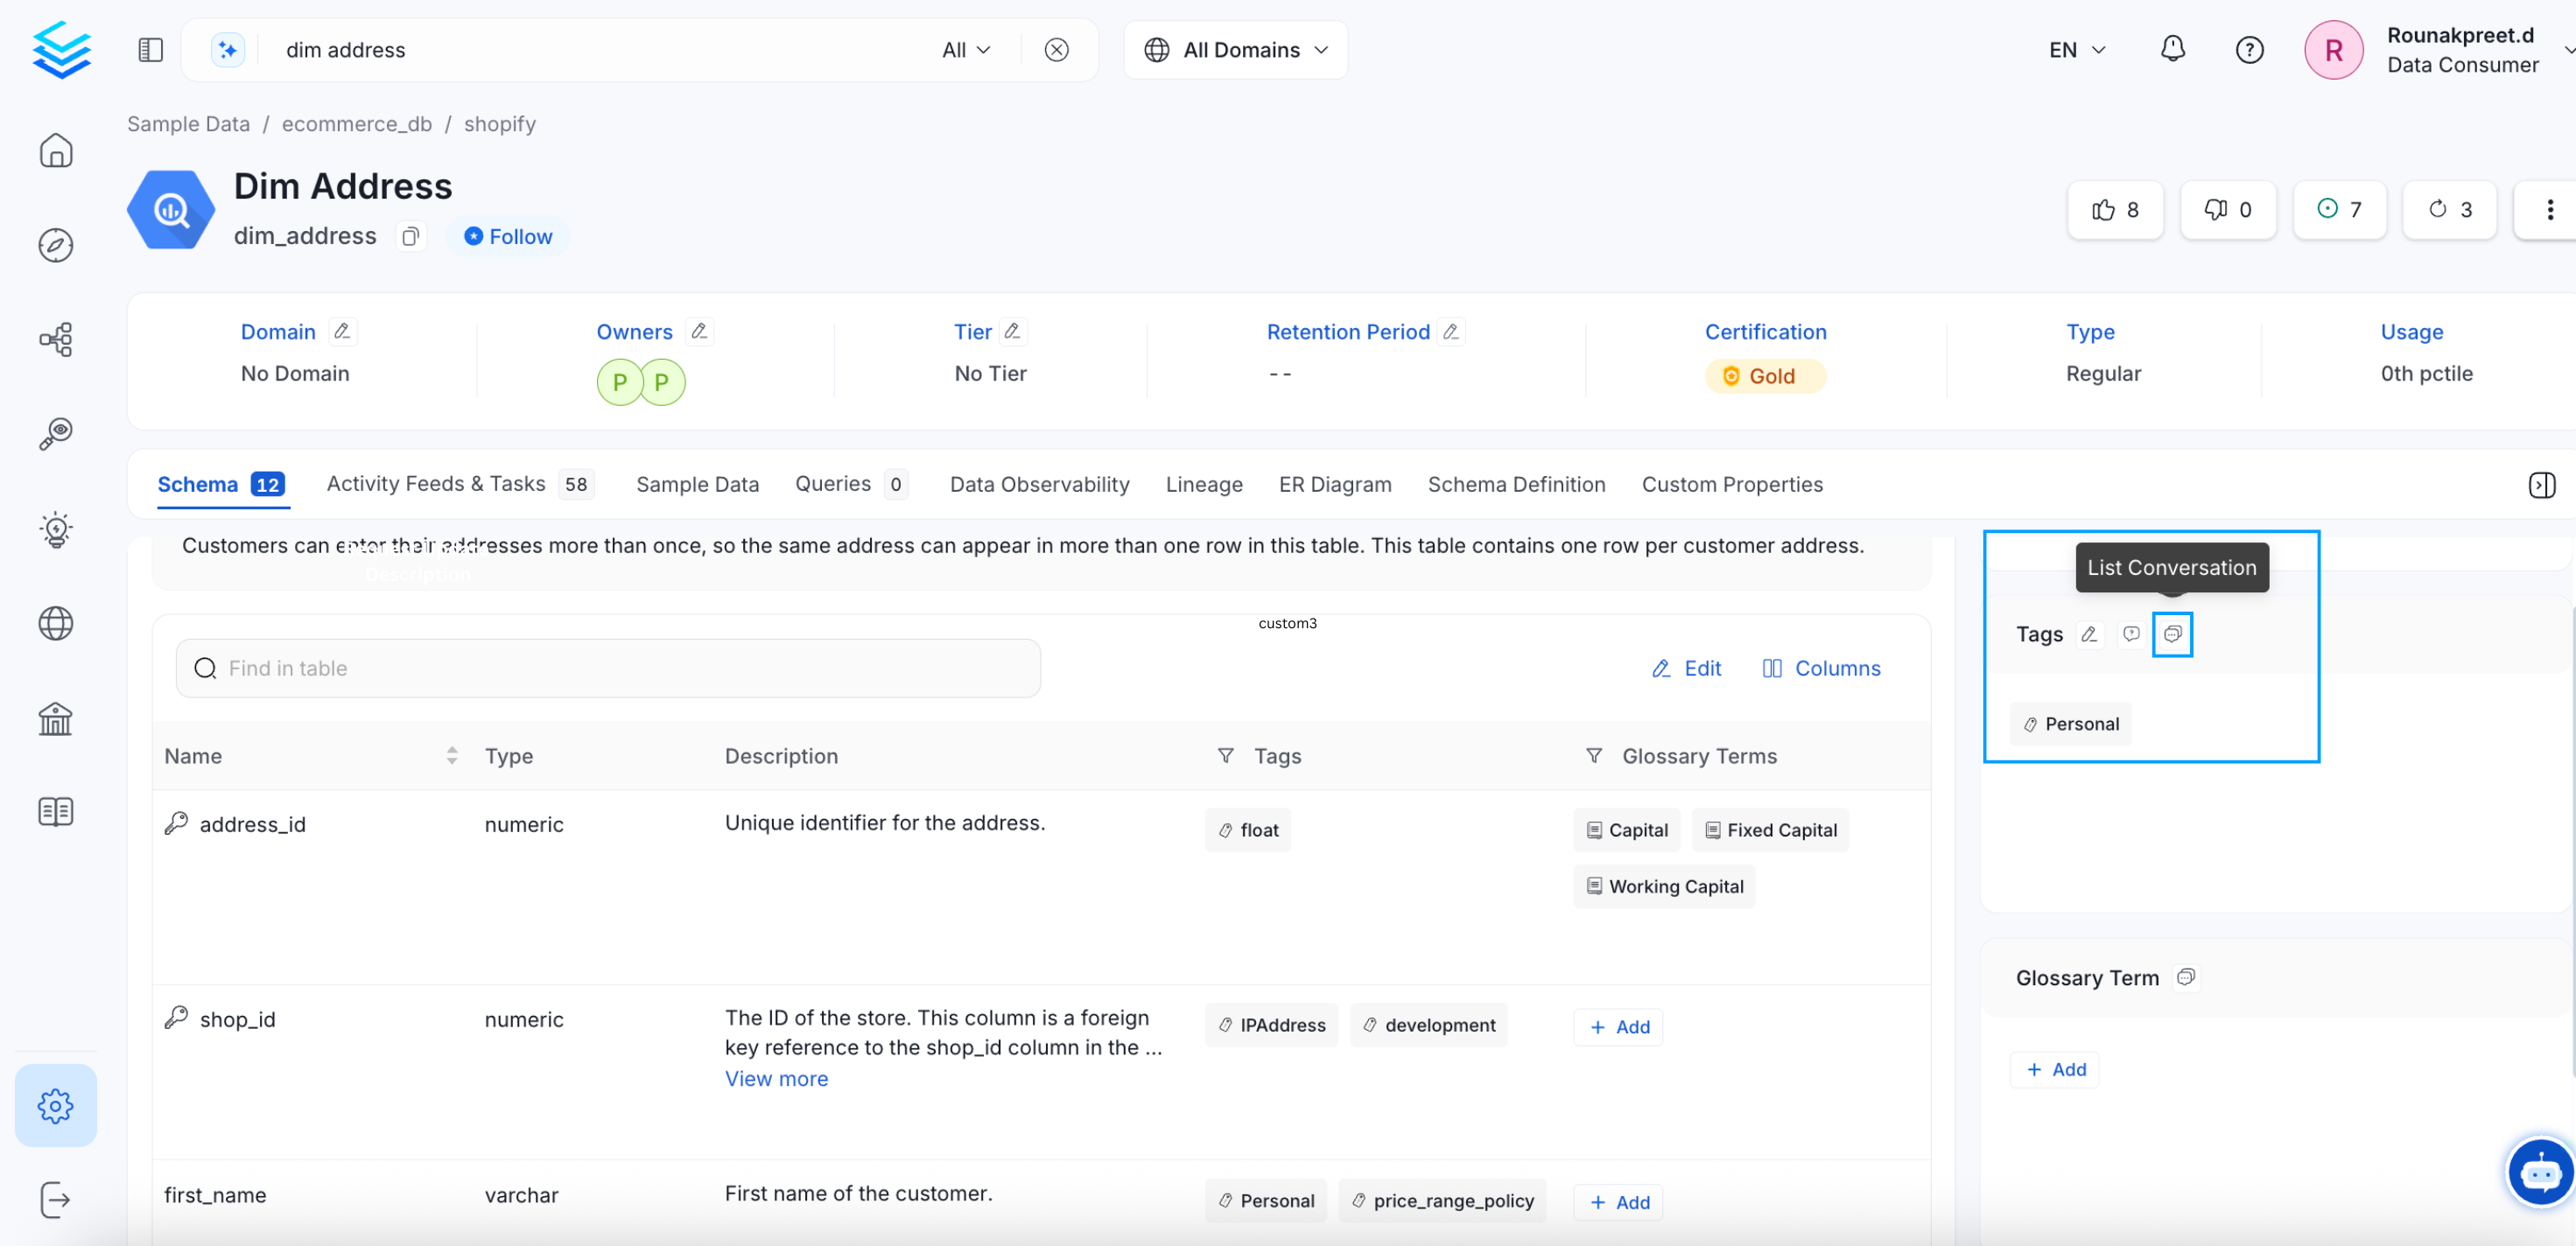 dim address
All
All Domains
EN
R
Rounakpreet.d
Data Consumer
Sample Data / ecommerce_db / shopify
Dim Address
dim_address
Follow
8
0
7
3
Domain
No Domain
Owners
P P
Tier
No Tier
Retention Period
--
Certification
Gold
Type
Regular
Usage
0th pctile
Schema 12
Activity Feeds & Tasks 58
Sample Data
Queries 0
Data Observability
Lineage
ER Diagram
Schema Definition
Custom Properties
Customers can enter their addresses more than once, so the same address can appear in more than one row in this table. This table contains one row per customer address.
Description
custom3
Find in table
Edit
Columns
Name Type Description Tags Glossary Terms
address_id numeric Unique identifier for the address. float Capital Fixed Capital
Working Capital
shop_id numeric The ID of the store. This column is a foreign IPAddress development + Add
key reference to the shop_id column in the ...
View more
first_name varchar First name of the customer. Personal price_range_policy + Add
List Conversation
Tags
Personal
Glossary Term
+ Add